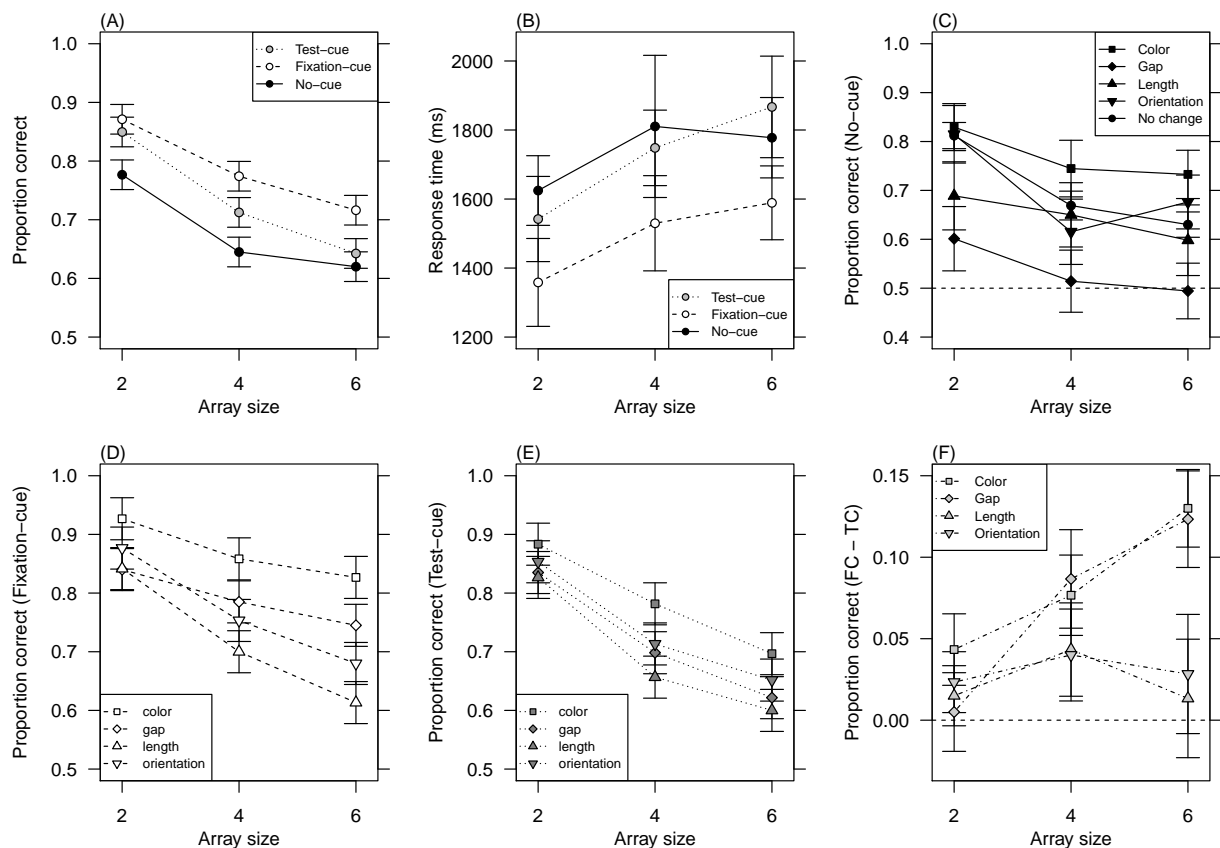 (A)
1.0
0.9
0.8
0.7
0.6
0.5
Proportion correct
Test−cue
Fixation−cue
No−cue
2 4 6
Array size
(B)
2000
1800
1600
1400
1200
Response time (ms)
Test−cue
Fixation−cue
No−cue
2 4 6
Array size
(C)
1.0
0.9
0.8
0.7
0.6
0.5
0.4
Proportion correct (No−cue)
Color
Gap
Length
Orientation
No change
2 4 6
Array size
(D)
1.0
0.9
0.8
0.7
0.6
0.5
Proportion correct (Fixation−cue)
color
gap
length
orientation
2 4 6
Array size
(E)
1.0
0.9
0.8
0.7
0.6
0.5
Proportion correct (Test−cue)
color
gap
length
orientation
2 4 6
Array size
(F)
0.15
0.10
0.05
0.00
Proportion correct (FC − TC)
Color
Gap
Length
Orientation
2 4 6
Array size